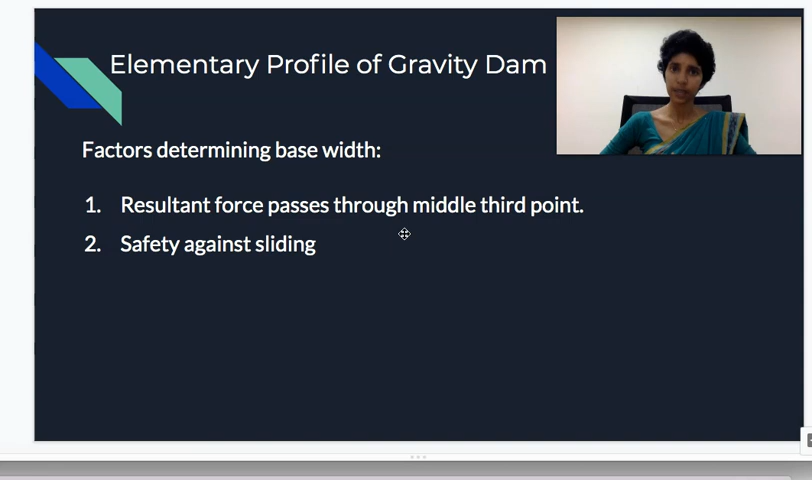 Elementary Profile of Gravity Dam
Factors determining base width:
1. Resultant force passes through middle third point.
2. Safety against sliding